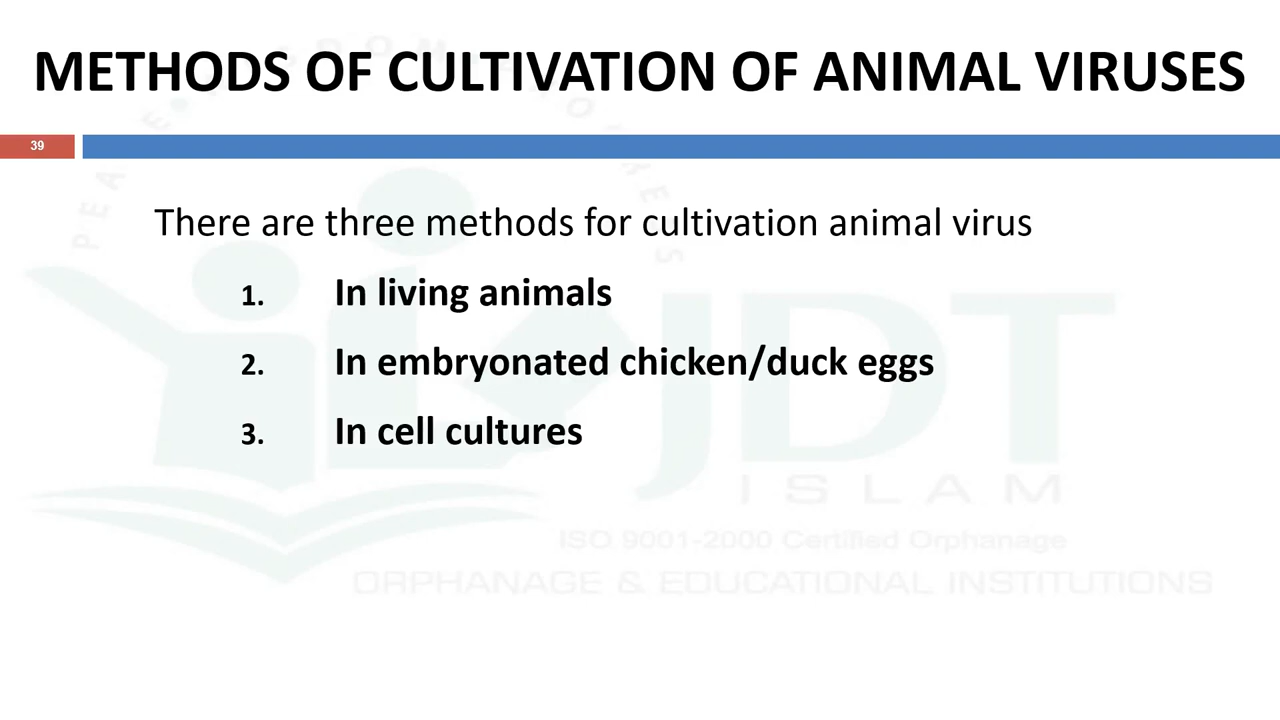 METHODS OF CULTIVATION OF ANIMAL VIRUSES
39
There are three methods for cultivation animal virus
1. In living animals
2. In embryonated chicken/duck eggs
3. In cell cultures
JDT
ISLAM
ISO 9001-2000 Certified Orphanage
ORPHANAGE & EDUCATIONAL INSTITUTIONS